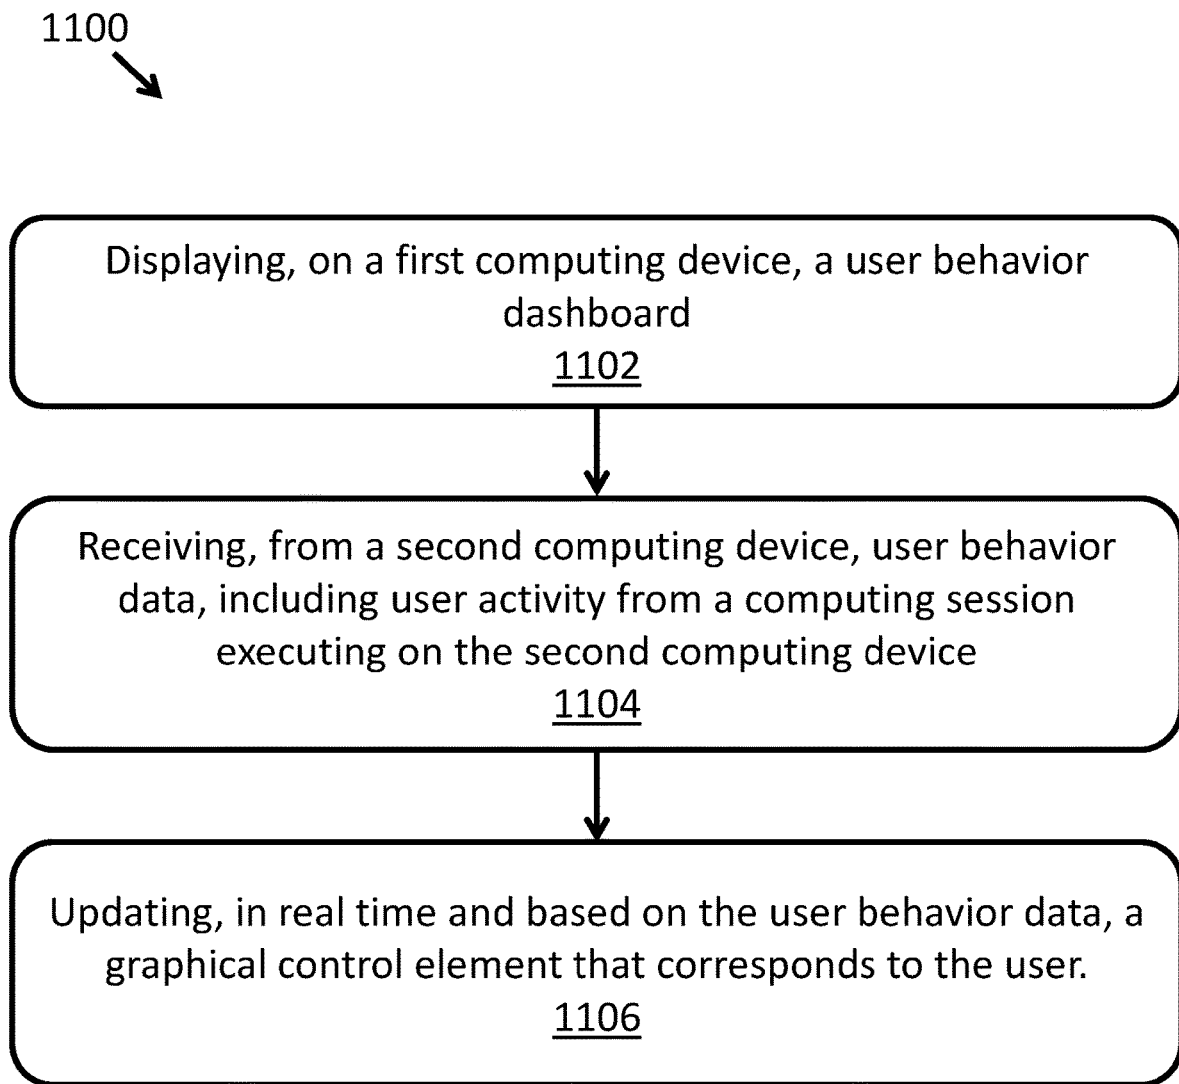 1100
Displaying, on a first computing device, a user behavior
dashboard
1102
Receiving, from a second computing device, user behavior
data, including user activity from a computing session
executing on the second computing device
1104
Updating, in real time and based on the user behavior data, a
graphical control element that corresponds to the user.
1106